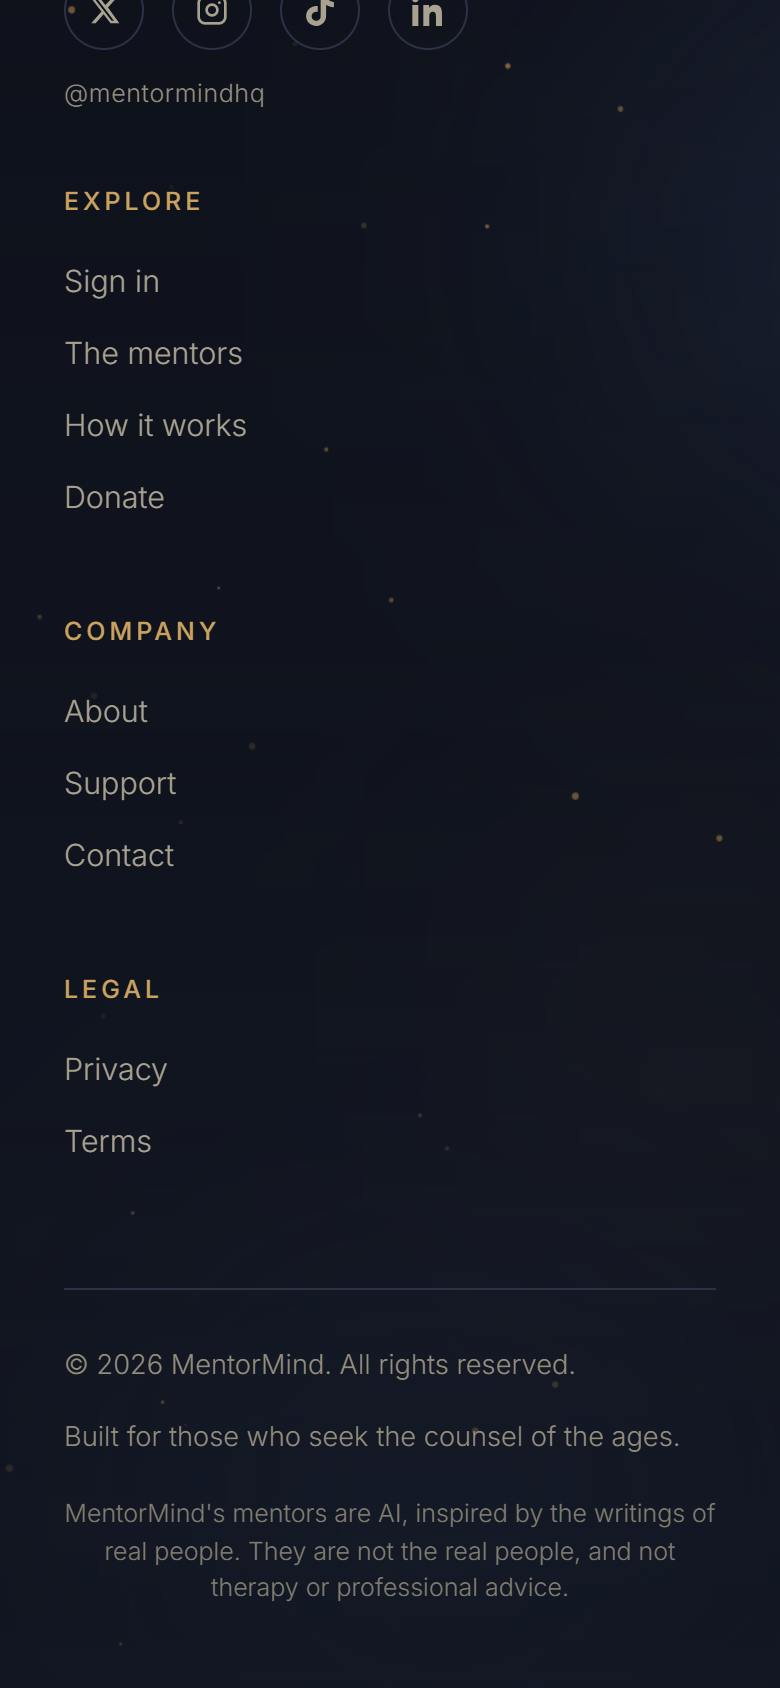 @mentormindhq
EXPLORE
Sign in
The mentors
How it works
Donate
COMPANY
About
Support
Contact
LEGAL
Privacy
Terms
© 2026 MentorMind. All rights reserved.
Built for those who seek the counsel of the ages.
MentorMind's mentors are AI, inspired by the writings of
real people. They are not the real people, and not
therapy or professional advice.